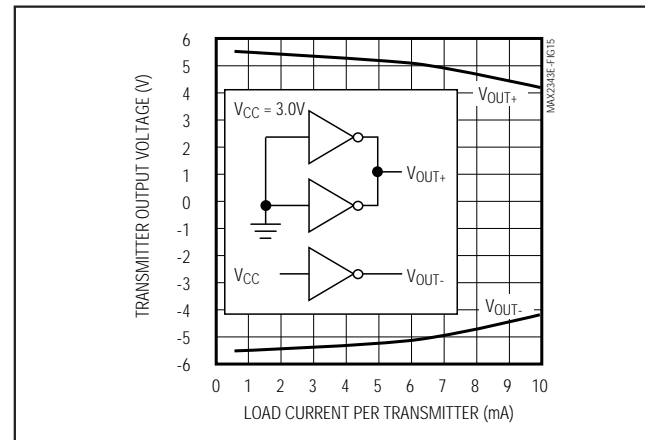 TRANSMITTER OUTPUT VOLTAGE (V)
6
5
4
3
2
1
0
-1
-2
-3
-4
-5
-6
VCC = 3.0V
VOUT+
VOUT+
VCC
VOUT-
VOUT-
0 1 2 3 4 5 6 7 8 9 10
LOAD CURRENT PER TRANSMITTER (mA)
MAX2343E-FIG15